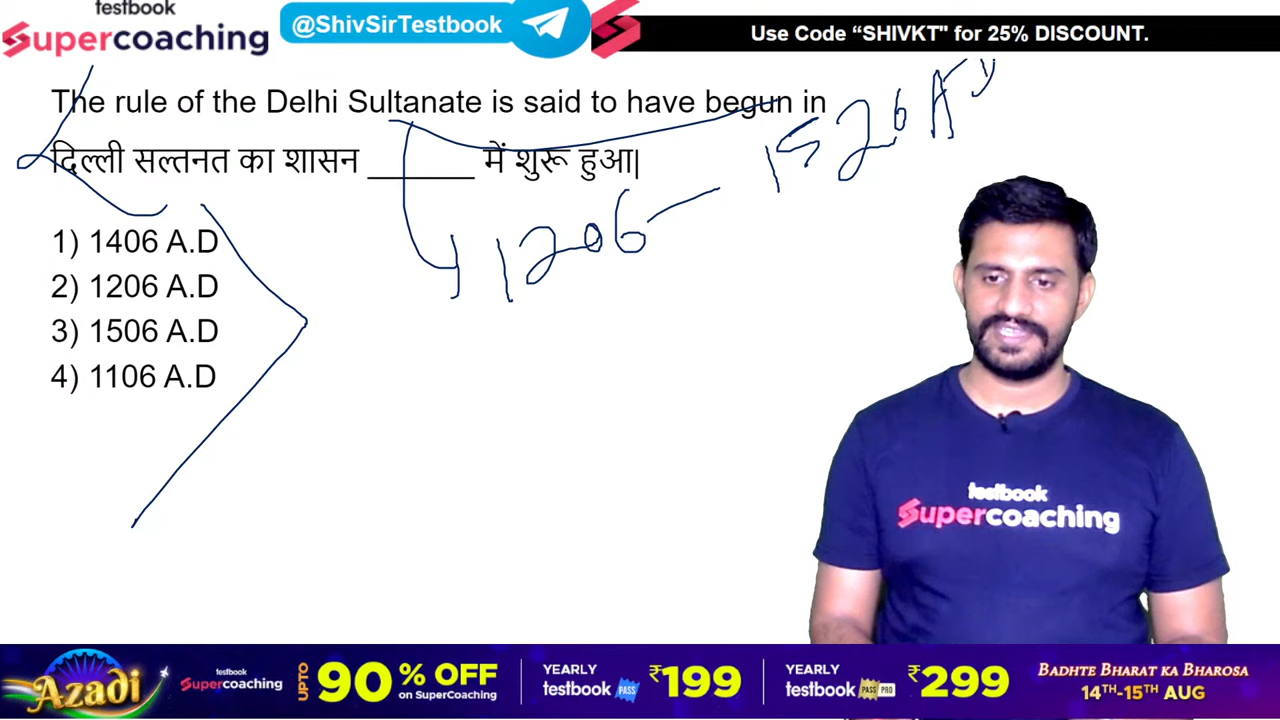 testbook
Supercoaching
@ShivSirTestbook
Use Code “SHIVKT" for 25% DISCOUNT.
The rule of the Delhi Sultanate is said to have begun in
दिल्ली सल्तनत का शासन _______ में शुरू हुआ|
1206 - 1526 AD
1) 1406 A.D
2) 1206 A.D
3) 1506 A.D
4) 1106 A.D
testbook
Supercoaching
Azadi
testbook
Supercoaching
UPTO 90% OFF on SuperCoaching
YEARLY testbook PASS ₹199
YEARLY testbook PASS PRO ₹299
BADHTE BHARAT KA BHAROSA
14TH-15TH AUG